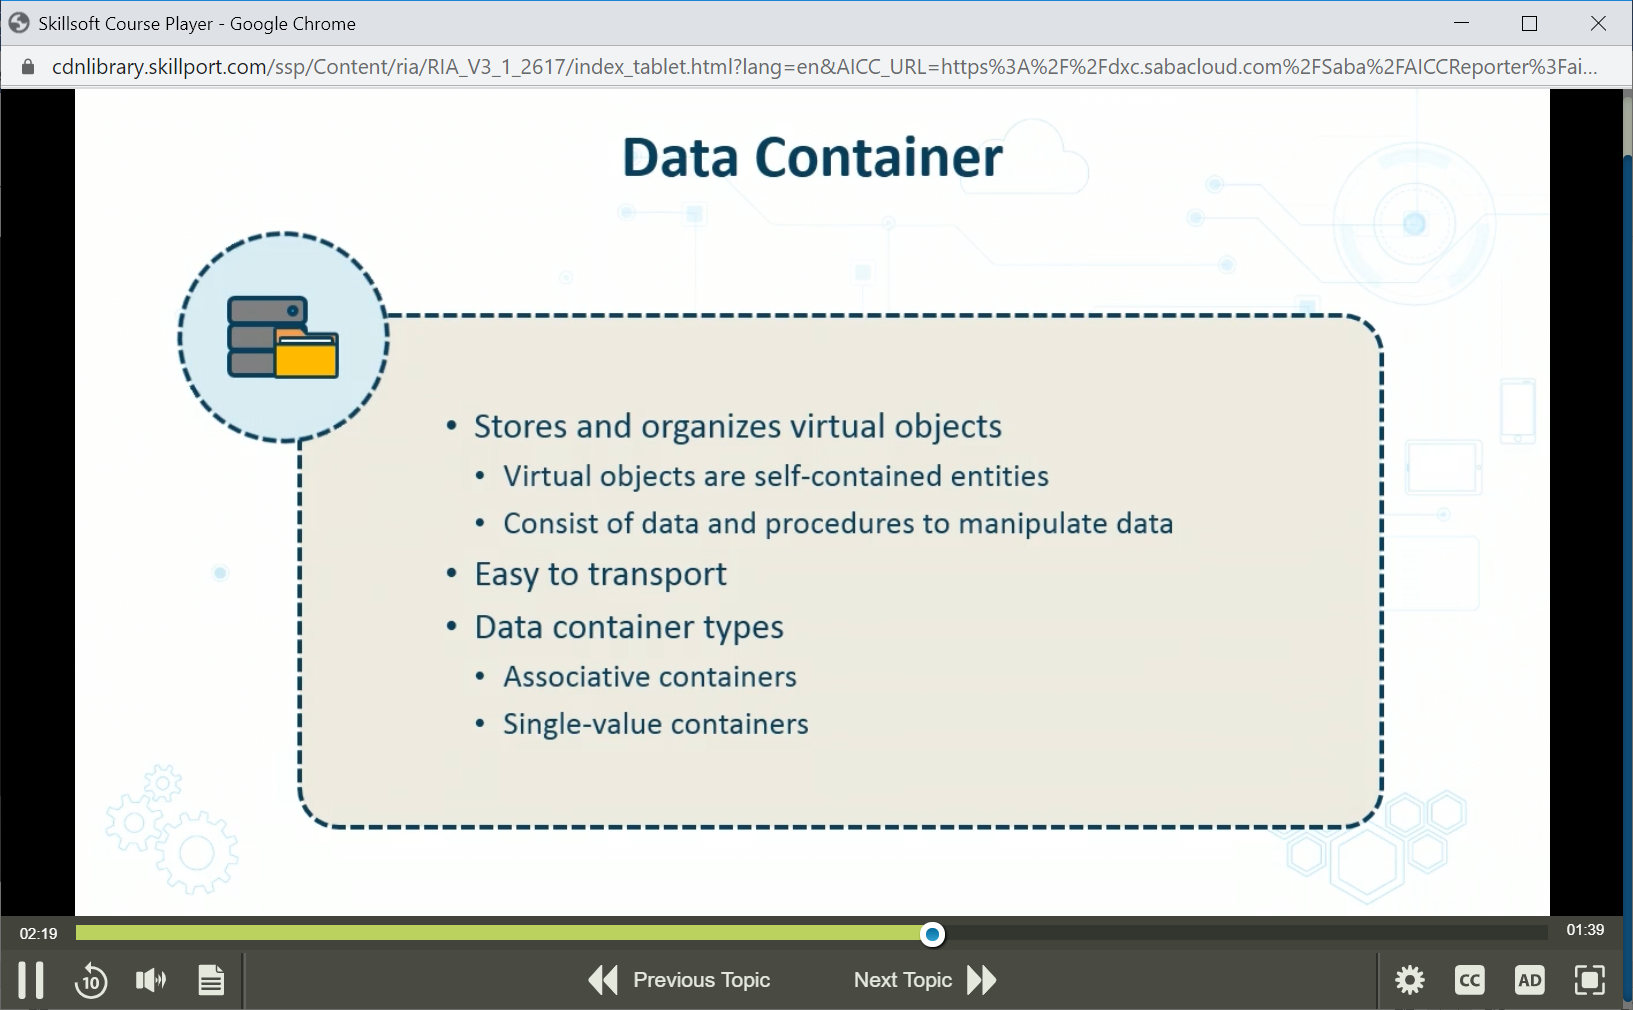 Skillsoft Course Player - Google Chrome
cdnlibrary.skillport.com/ssp/Content/ria/RIA_V3_1_2617/index_tablet.html?lang=en&AICC_URL=https%3A%2F%2Fdxc.sabacloud.com%2FSaba%2FAICCReporter%3Fai...
Data Container
• Stores and organizes virtual objects
• Virtual objects are self-contained entities
• Consist of data and procedures to manipulate data
• Easy to transport
• Data container types
• Associative containers
• Single-value containers
02:19
01:39
10
Previous Topic
Next Topic
CC
AD